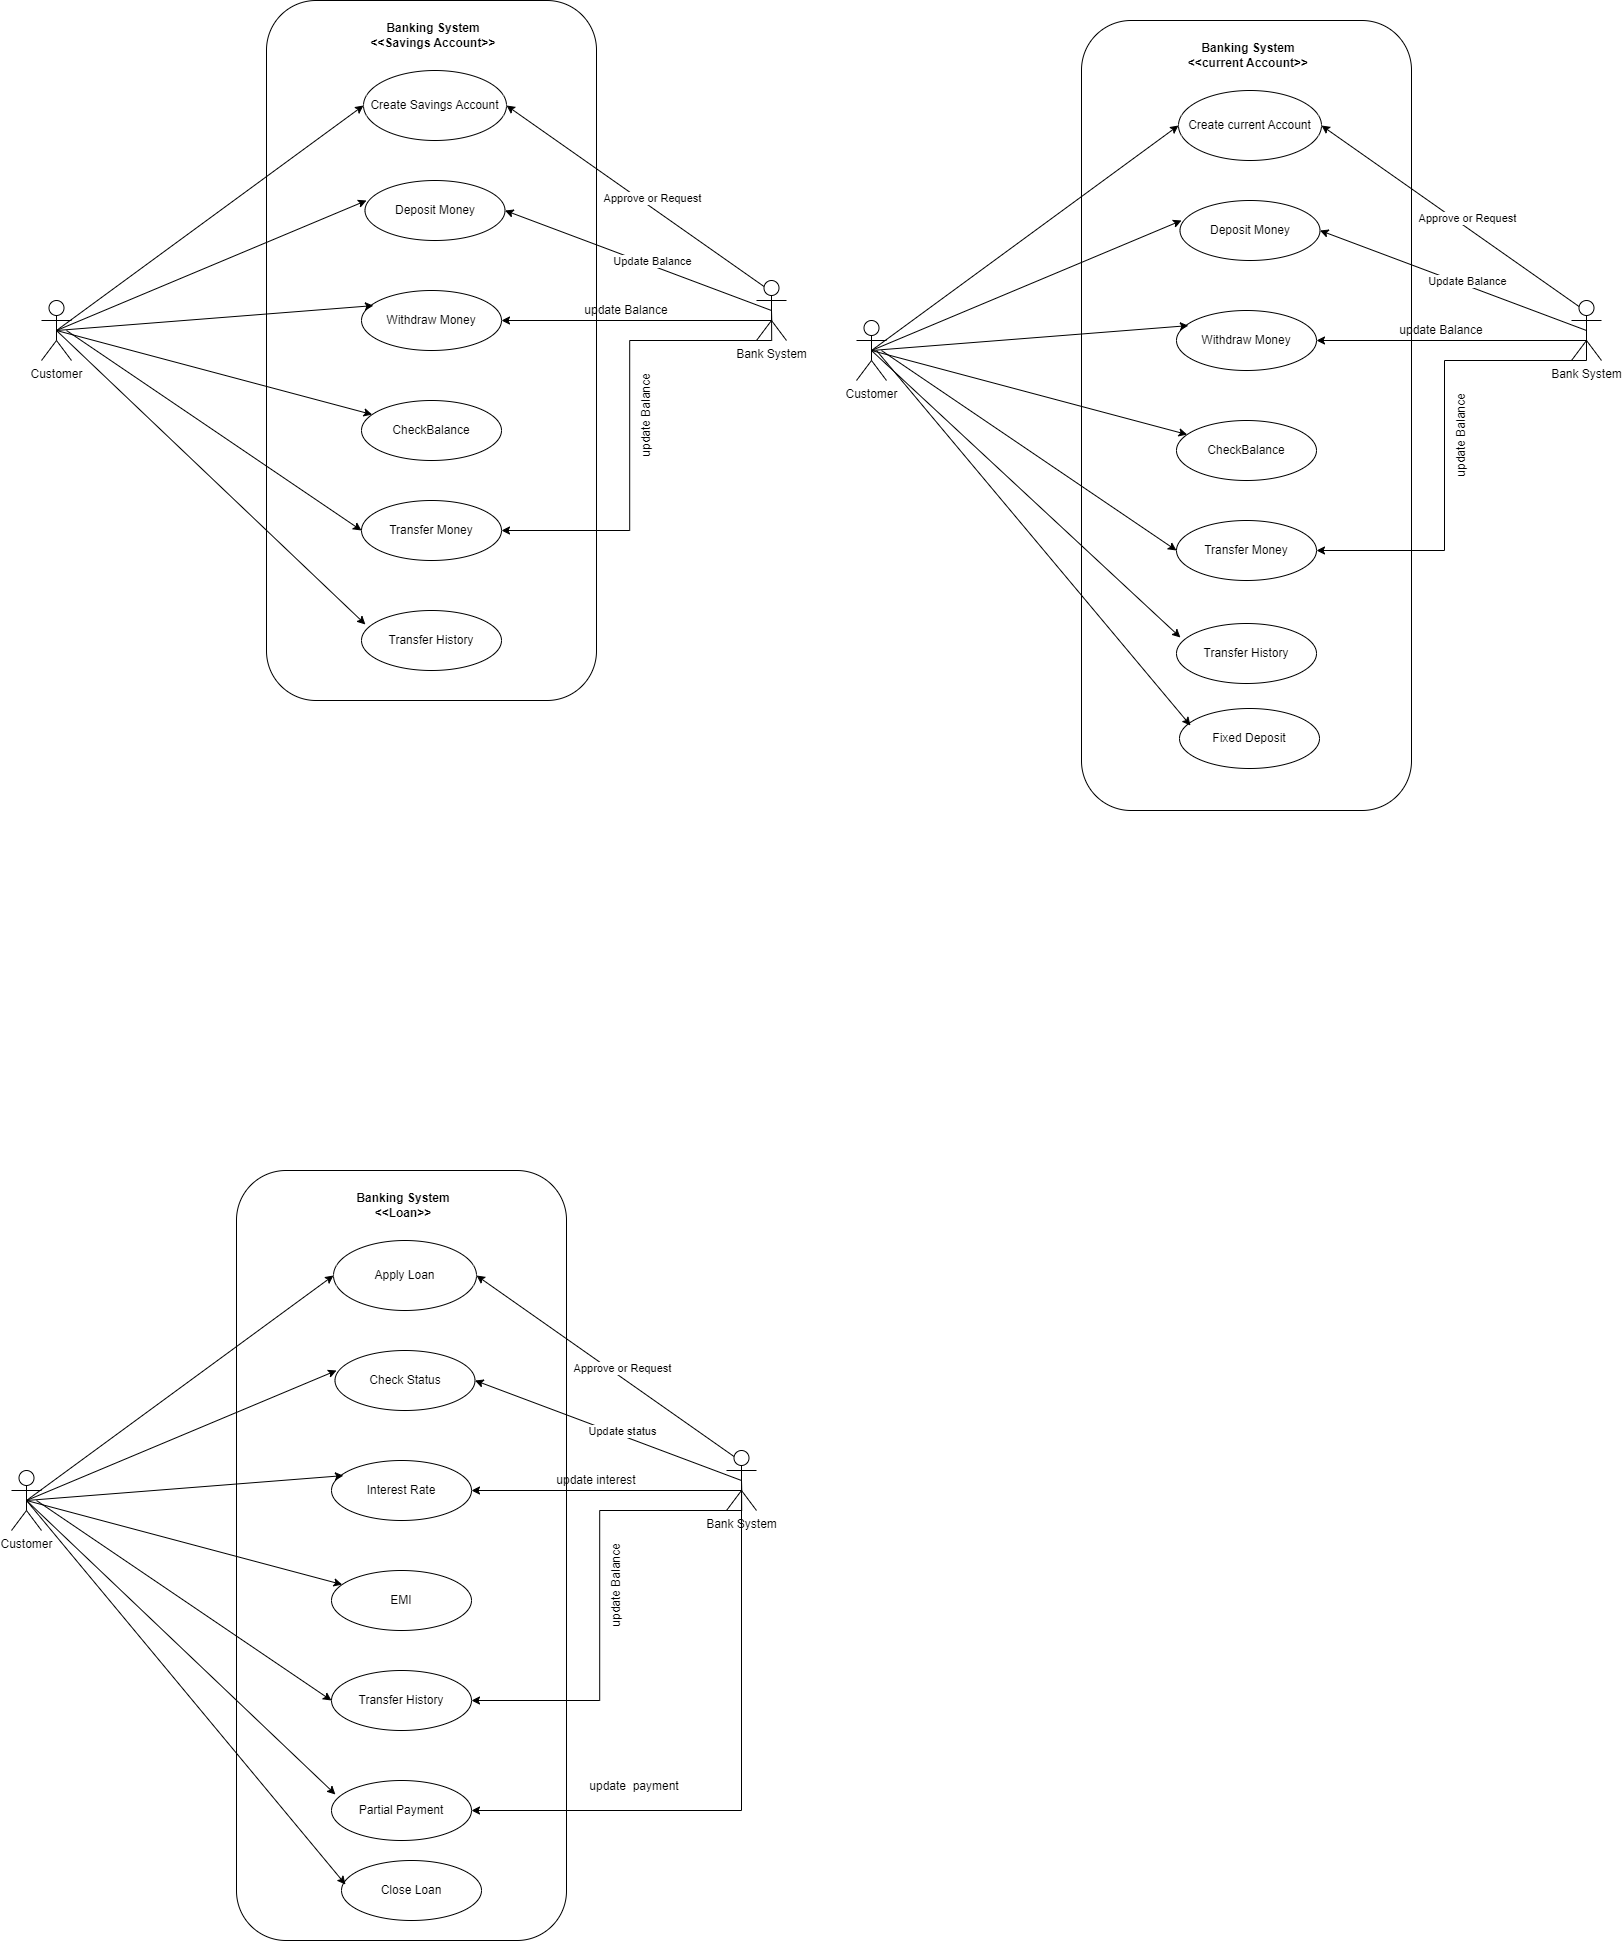 Banking System
<<Savings Account>>
Create Savings Account
Approve or Request
Deposit Money
Update Balance
Withdraw Money
update Balance
Bank System
Customer
update Balance
CheckBalance
Transfer Money
Transfer History
Banking System
<<current Account>>
Create current Account
Approve or Request
Deposit Money
Update Balance
Withdraw Money
update Balance
Bank System
Customer
update Balance
CheckBalance
Transfer Money
Transfer History
Fixed Deposit
Banking System
<<Loan>>
Apply Loan
Approve or Request
Check Status
Update status
Interest Rate
update interest
Bank System
Customer
update Balance
EMI
Transfer History
update  payment
Partial Payment
Close Loan